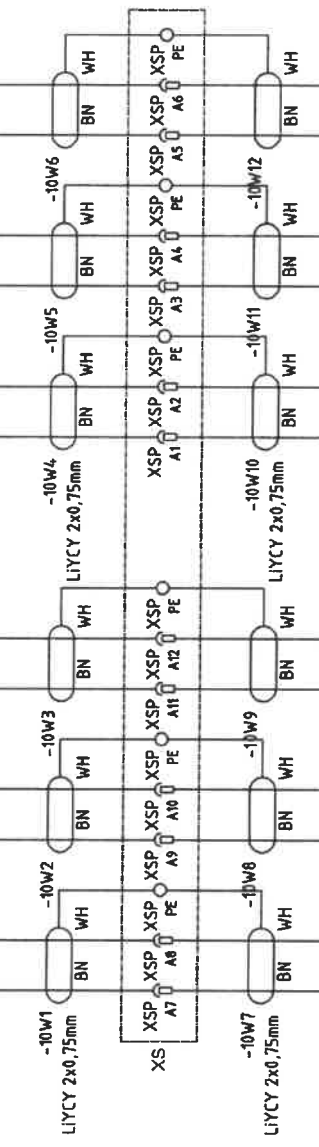 -10W1
LiYCY 2x0,75mm
BN
WH
-10W2
BN
WH
-10W3
BN
WH
-10W4
LiYCY 2x0,75mm
BN
WH
-10W5
BN
WH
-10W6
BN
WH
XS
XSP
A7
XSP
A8
XSP
PE
XSP
A9
XSP
A10
XSP
PE
XSP
A11
XSP
A12
XSP
PE
XSP
A1
XSP
A2
XSP
PE
XSP
A3
XSP
A4
XSP
PE
XSP
A5
XSP
A6
XSP
PE
-10W7
LiYCY 2x0,75mm
BN
WH
-10W8
BN
WH
-10W9
BN
WH
-10W10
LiYCY 2x0,75mm
BN
WH
-10W11
BN
WH
-10W12
BN
WH